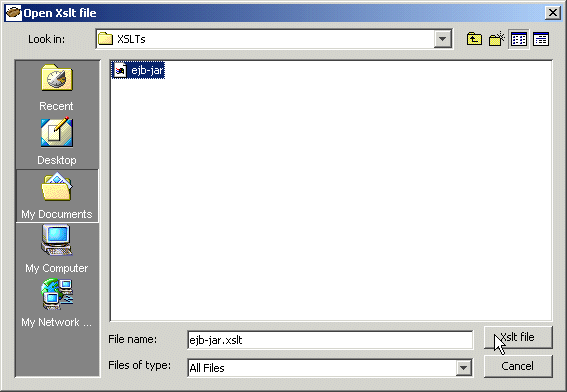 Open Xslt file
Look in: XSLTs
ejb-jar
Recent
Desktop
My Documents
My Computer
My Network ...
File name: ejb-jar.xslt
Xslt file
Files of type: All Files
Cancel